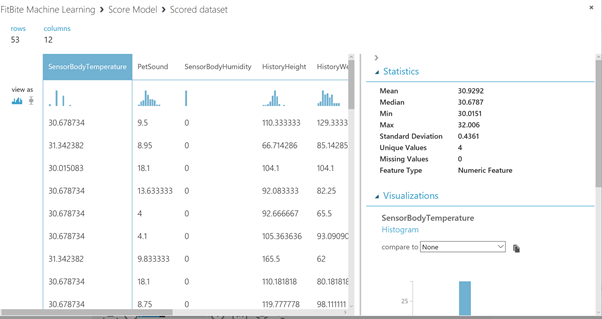 FitBite Machine Learning > Score Model > Scored dataset
rows columns
53 12
SensorBodyTemperature PetSound SensorBodyHumidity HistoryHeight HistoryWe
view as
30.678734 9.5 0 110.333333 129.3333
31.342382 8.95 0 66.714286 85.14285
30.015083 18.1 0 104.1 104.1
30.678734 13.633333 0 92.083333 82.25
30.678734 4 0 92.666667 65.5
30.678734 4.1 0 105.363636 93.09090
31.342382 9.833333 0 165.5 62
30.678734 18.1 0 110.181818 80.181818
30.678734 8.75 0 119.777778 98.111111
Statistics
Mean 30.9292
Median 30.6787
Min 30.0151
Max 32.006
Standard Deviation 0.4361
Unique Values 4
Missing Values 0
Feature Type Numeric Feature
Visualizations
SensorBodyTemperature
Histogram
compare to None
25